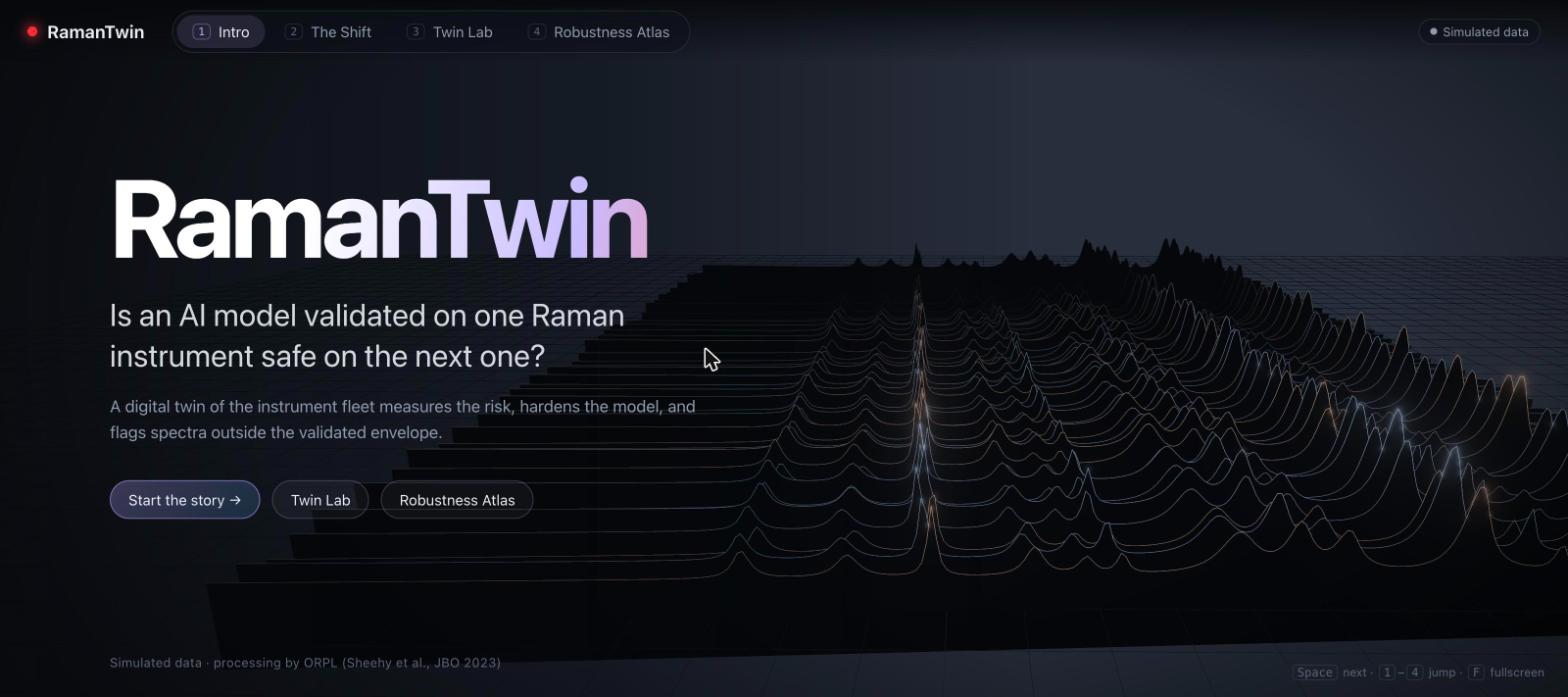 RamanTwin
1 Intro
2 The Shift
3 Twin Lab
4 Robustness Atlas
Simulated data
RamanTwin
Is an AI model validated on one Raman
instrument safe on the next one?
A digital twin of the instrument fleet measures the risk, hardens the model, and
flags spectra outside the validated envelope.
Start the story →
Twin Lab
Robustness Atlas
Simulated data · processing by ORPL (Sheehy et al., JBO 2023)
Space next · 1 – 4 jump · F fullscreen